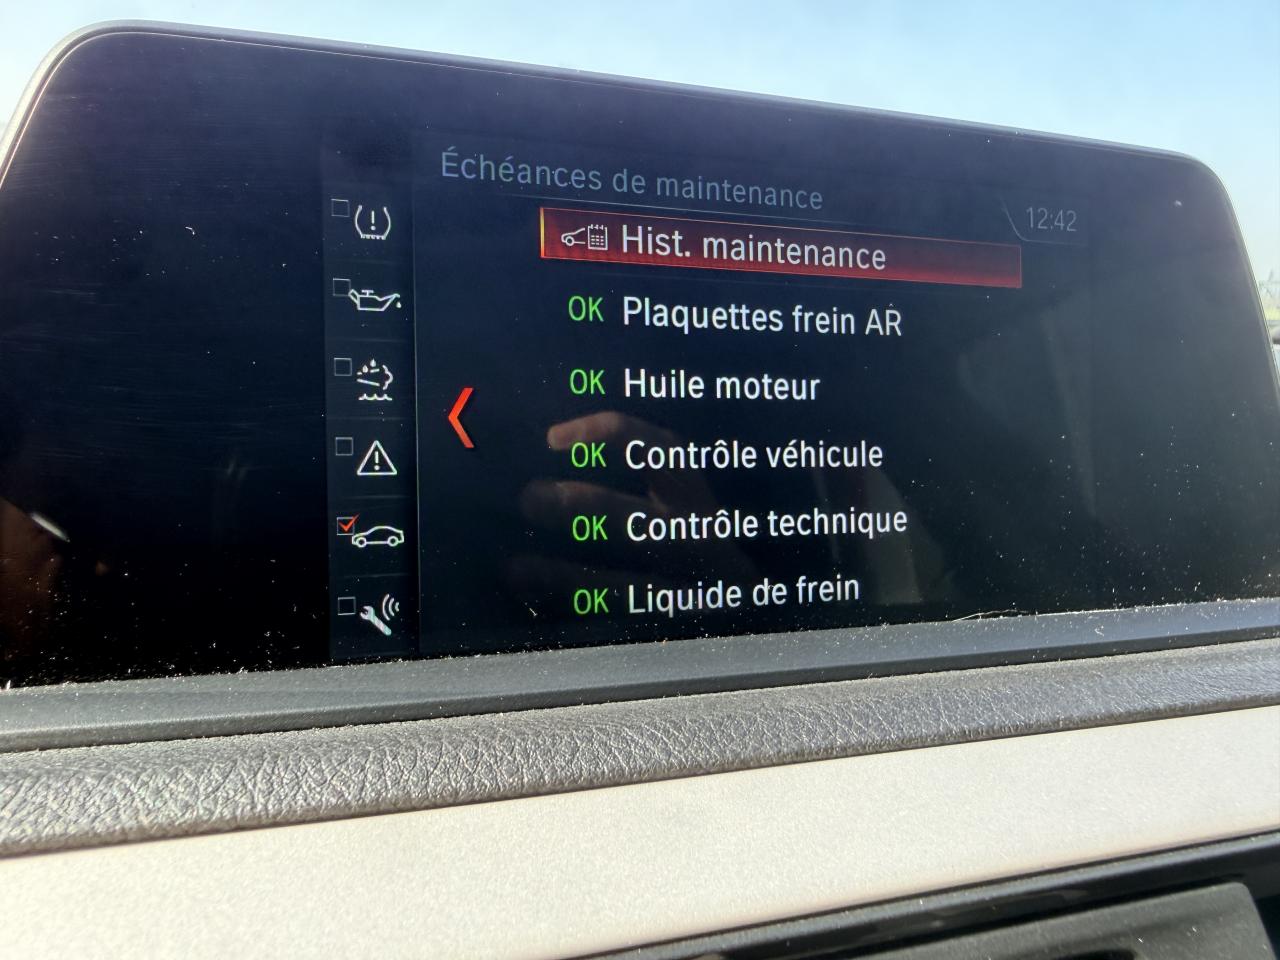 Échéances de maintenance
12:42
Hist. maintenance
OK Plaquettes frein AR
OK Huile moteur
OK Contrôle véhicule
OK Contrôle technique
OK Liquide de frein